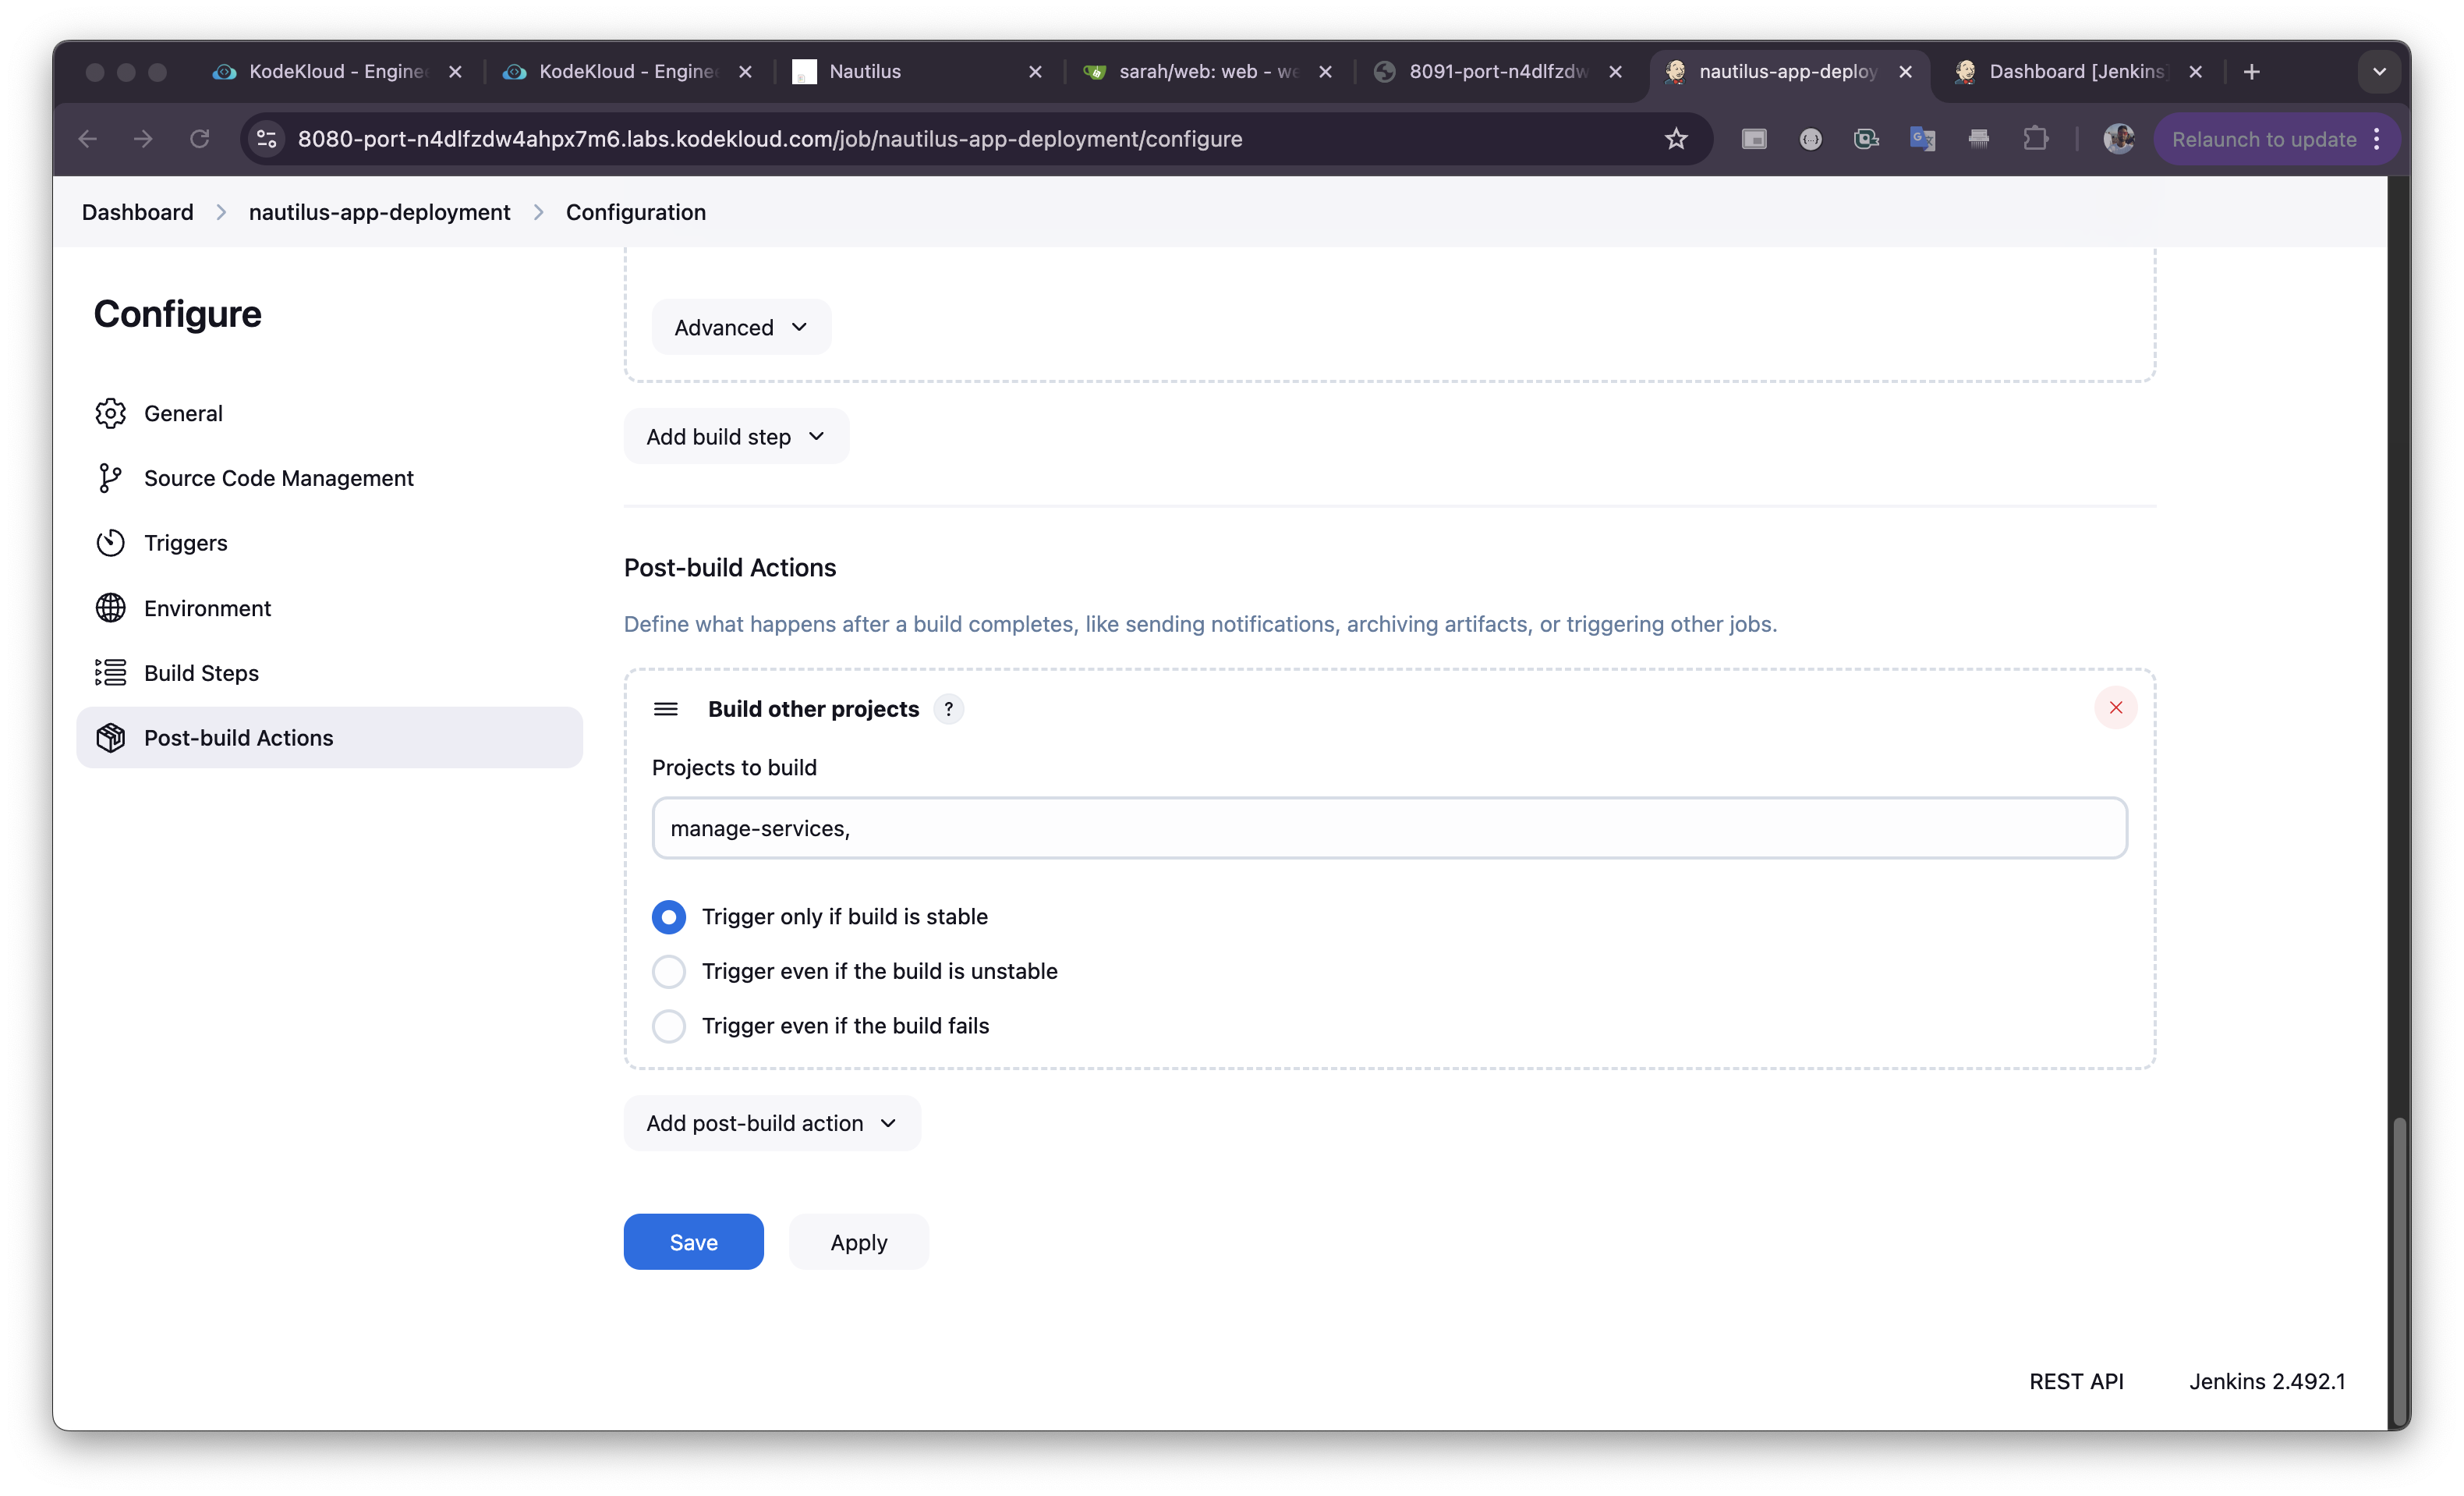 KodeKloud - Engine
KodeKloud - Engine
Nautilus
sarah/web: web - we
8091-port-n4dlfzdw
nautilus-app-deploy
Dashboard [Jenkins]
8080-port-n4dlfzdw4ahpx7m6.labs.kodekloud.com/job/nautilus-app-deployment/configure
Relaunch to update
Dashboard
nautilus-app-deployment
Configuration
Configure
General
Source Code Management
Triggers
Environment
Build Steps
Post-build Actions
Advanced
Add build step
Post-build Actions
Define what happens after a build completes, like sending notifications, archiving artifacts, or triggering other jobs.
Build other projects ?
Projects to build
manage-services,
Trigger only if build is stable
Trigger even if the build is unstable
Trigger even if the build fails
Add post-build action
Save
Apply
REST API
Jenkins 2.492.1